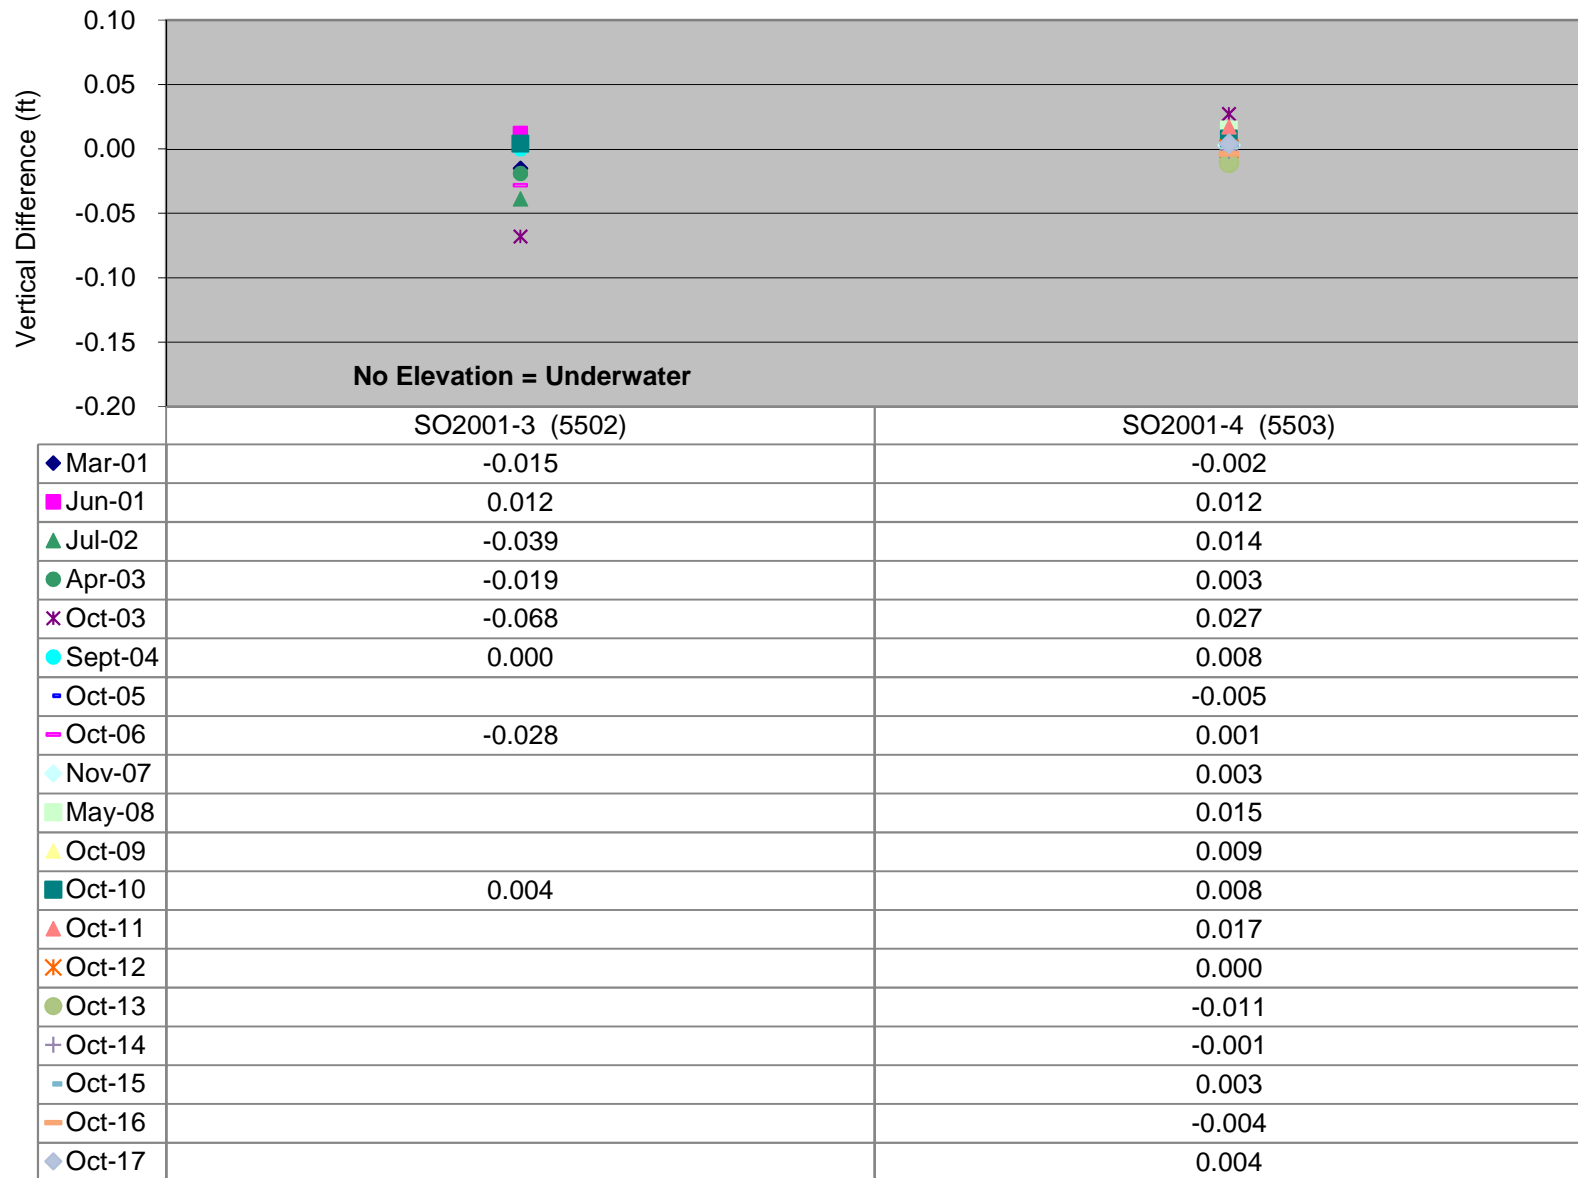 Vertical Difference (ft)
0.10
0.05
0.00
-0.05
-0.10
-0.15
-0.20
No Elevation = Underwater
SO2001-3 (5502) SO2001-4 (5503)
Mar-01 -0.015 -0.002
Jun-01 0.012 0.012
Jul-02 -0.039 0.014
Apr-03 -0.019 0.003
Oct-03 -0.068 0.027
Sept-04 0.000 0.008
Oct-05 -0.005
Oct-06 -0.028 0.001
Nov-07 0.003
May-08 0.015
Oct-09 0.009
Oct-10 0.004 0.008
Oct-11 0.017
Oct-12 0.000
Oct-13 -0.011
Oct-14 -0.001
Oct-15 0.003
Oct-16 -0.004
Oct-17 0.004